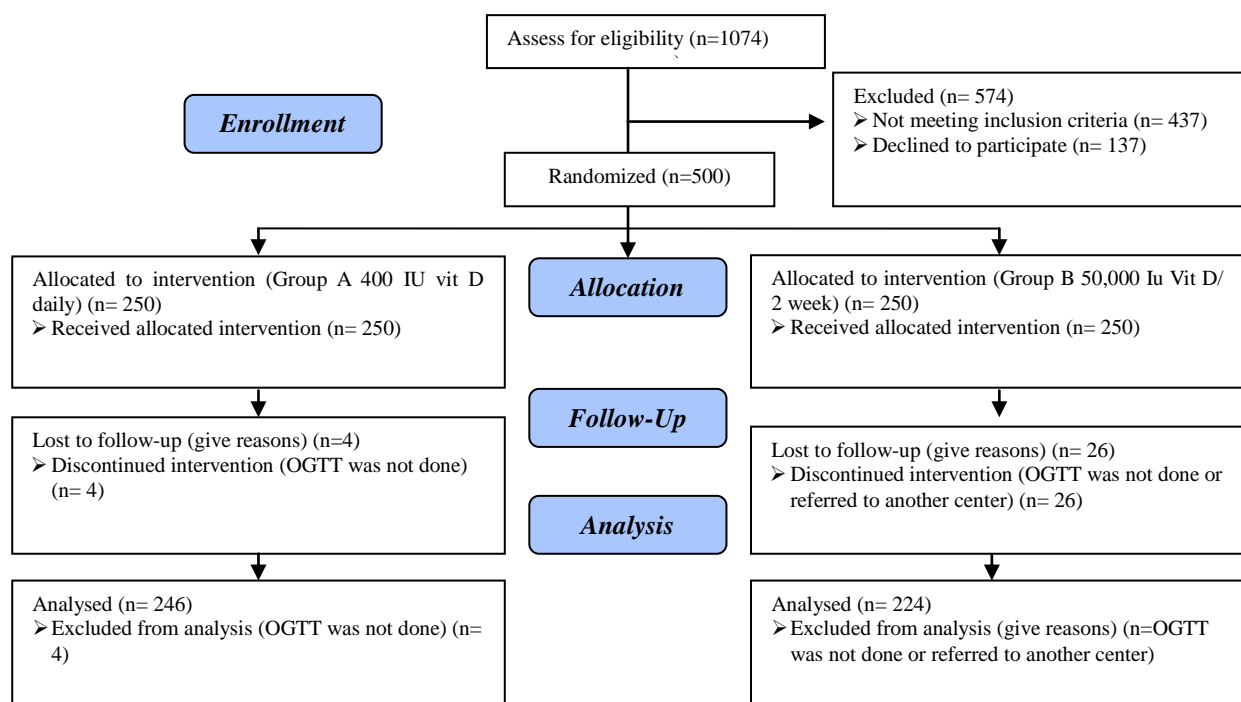 Assess for eligibility (n=1074)
`
Enrollment
Excluded (n= 574)
➢ Not meeting inclusion criteria (n= 437)
➢ Declined to participate (n= 137)
Randomized (n=500)
Allocated to intervention (Group A 400 IU vit D
daily) (n= 250)
➢ Received allocated intervention (n= 250)
Allocation
Allocated to intervention (Group B 50,000 Iu Vit D/
2 week) (n= 250)
➢ Received allocated intervention (n= 250)
Follow-Up
Lost to follow-up (give reasons) (n=4)
➢ Discontinued intervention (OGTT was not done)
(n= 4)
Lost to follow-up (give reasons) (n= 26)
➢ Discontinued intervention (OGTT was not done or
referred to another center) (n= 26)
Analysis
Analysed (n= 246)
➢ Excluded from analysis (OGTT was not done) (n=
4)
Analysed (n= 224)
➢ Excluded from analysis (give reasons) (n=OGTT
was not done or referred to another center)